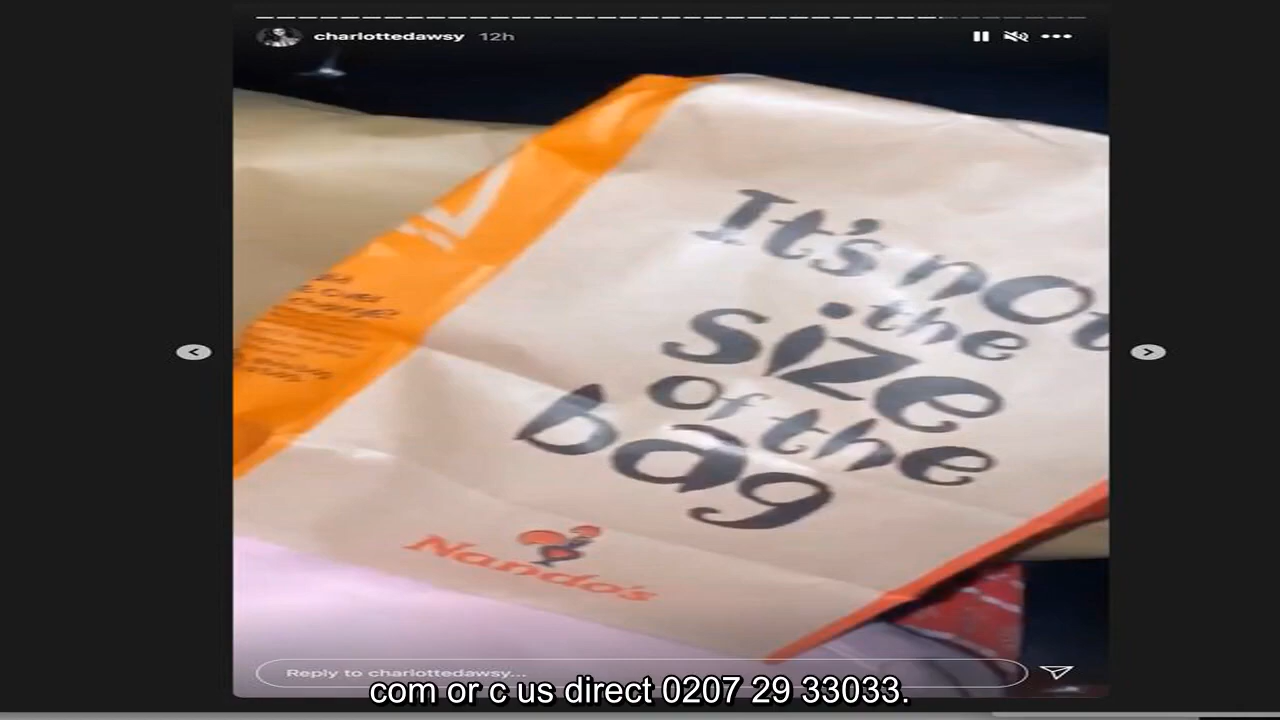 charlottedawsy 12h
It's not
the
size
of the
bag
Nando's
Reply to charlottedawsy...
com or c us direct 0207 29 33033.